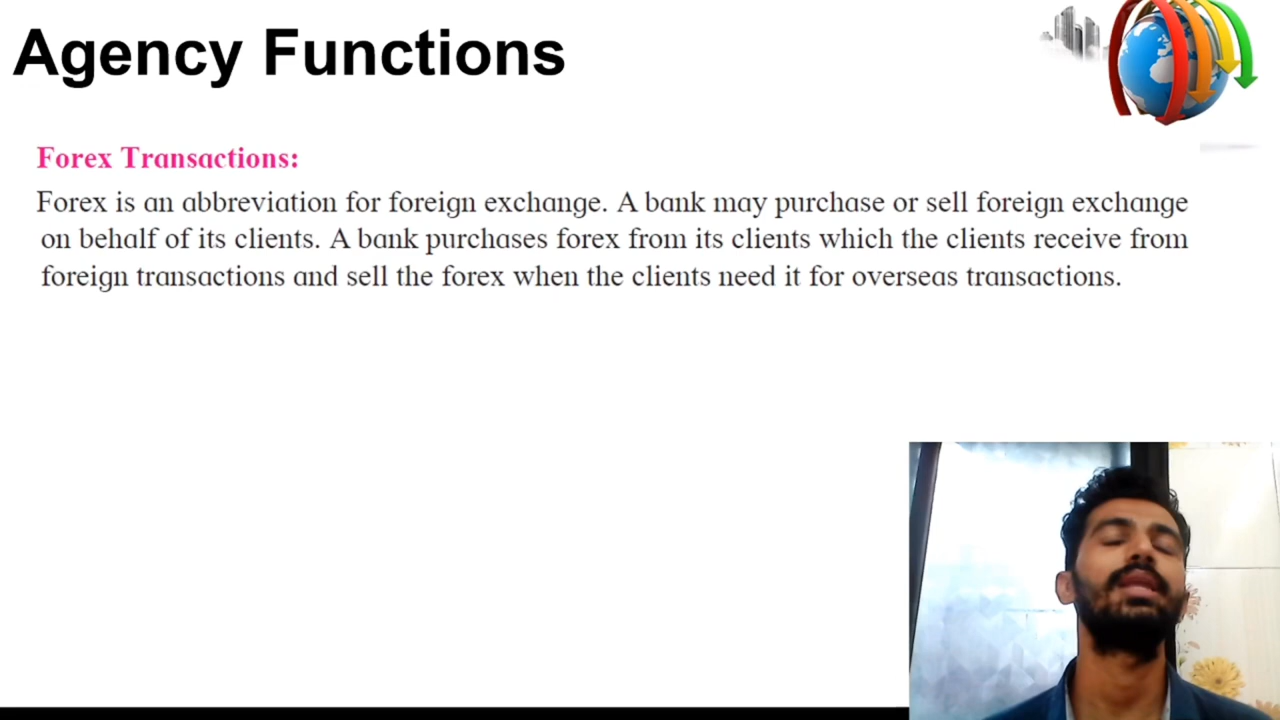 Agency Functions
Forex Transactions:
Forex is an abbreviation for foreign exchange. A bank may purchase or sell foreign exchange
on behalf of its clients. A bank purchases forex from its clients which the clients receive from
foreign transactions and sell the forex when the clients need it for overseas transactions.